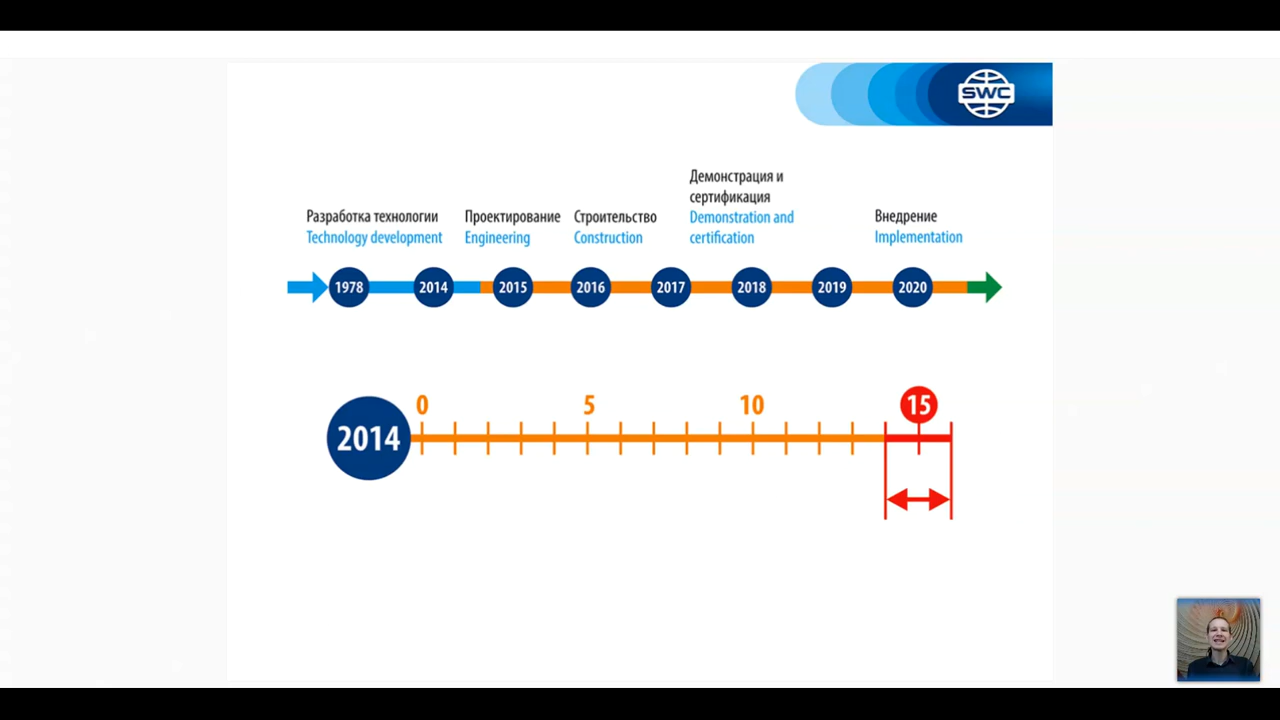 SWC
Демонстрация и
сертификация
Demonstration and
certification
Разработка технологии
Technology development
Проектирование
Engineering
Строительство
Construction
Внедрение
Implementation
1978 2014 2015 2016 2017 2018 2019 2020
0 5 10 15
2014